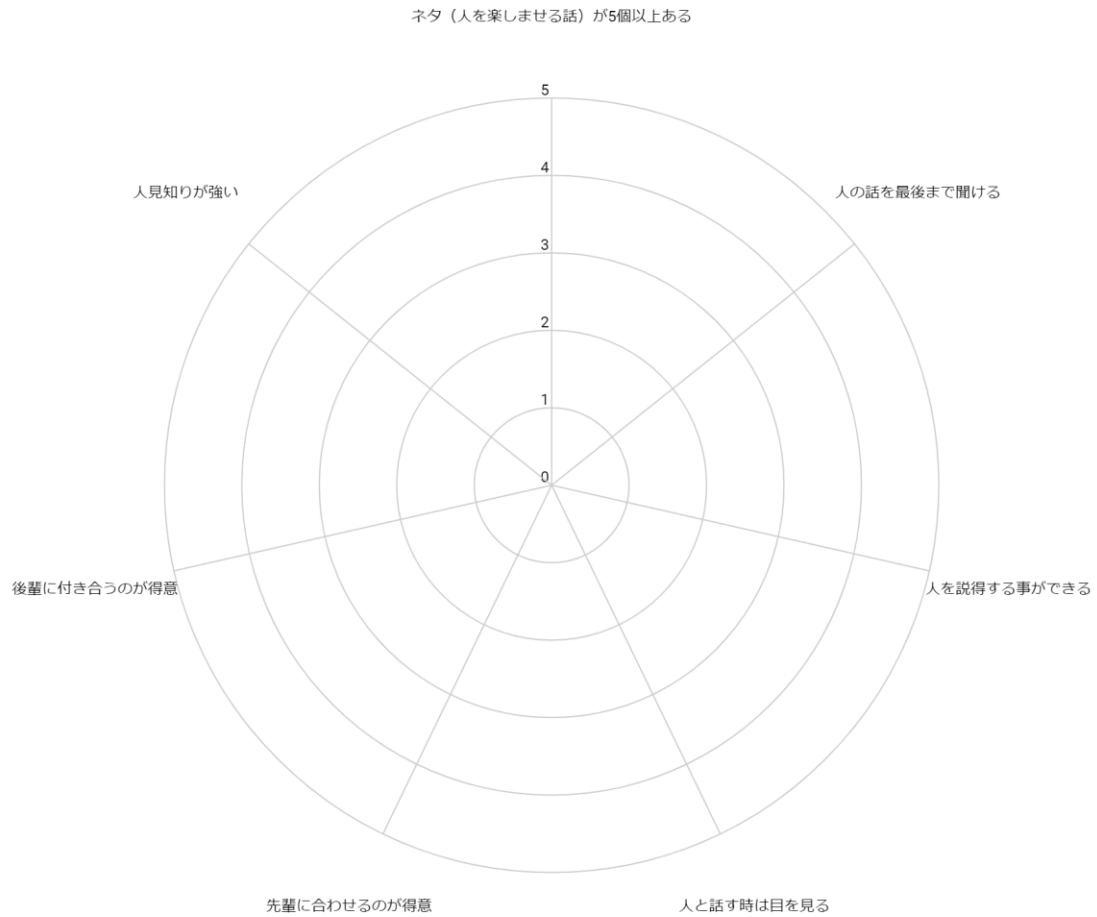 ネタ（人を楽しませる話）が5個以上ある
5
4
人見知りが強い
人の話を最後まで聞ける
3
2
1
0
後輩に付き合うのが得意
人を説得する事ができる
先輩に合わせるのが得意
人と話す時は目を見る